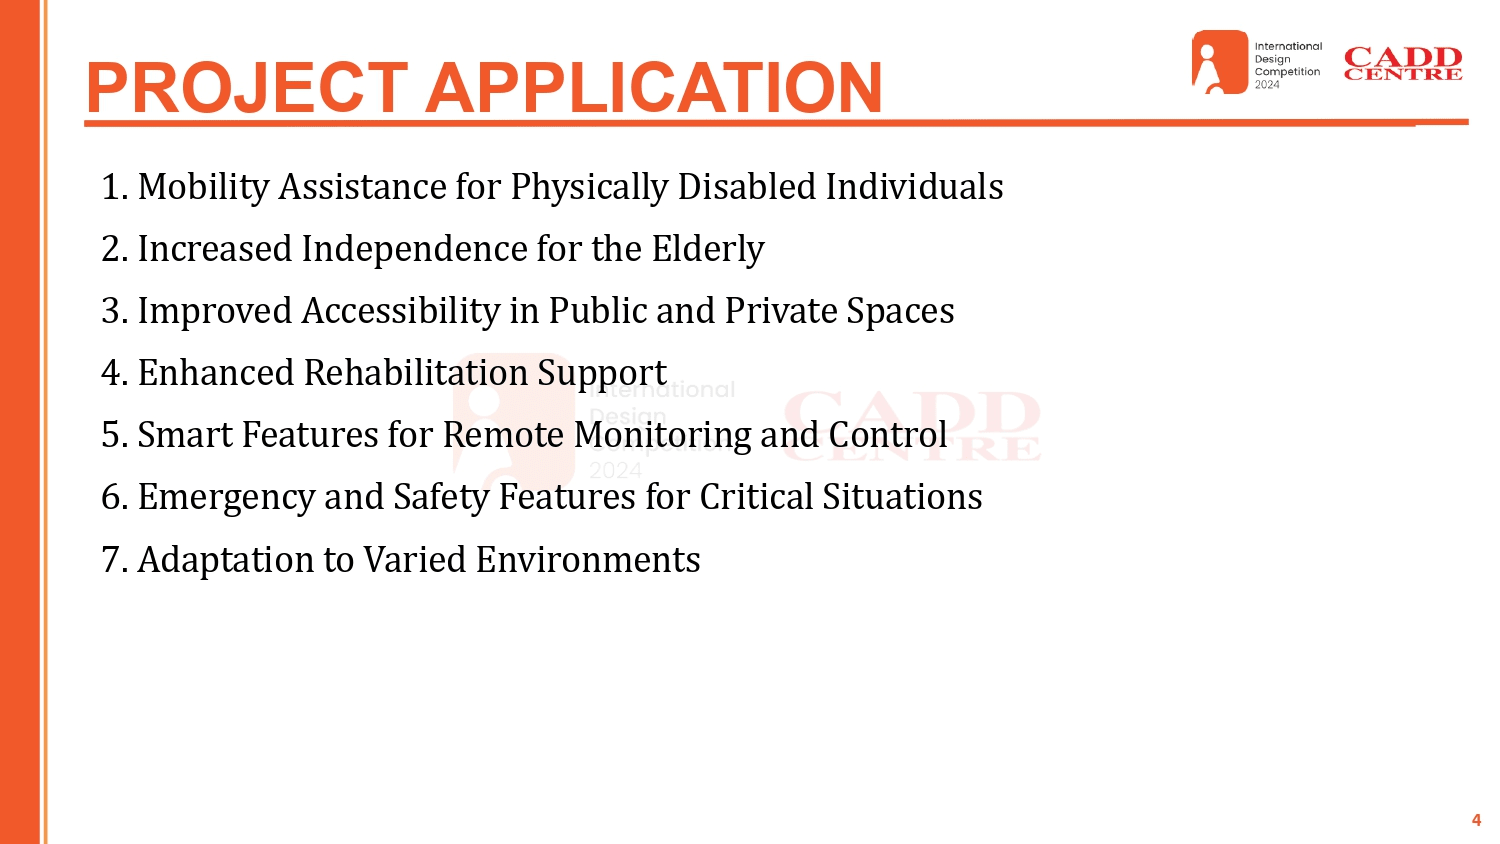 PROJECT APPLICATION
International
Design
Competition
2024
CADD
CENTRE
1. Mobility Assistance for Physically Disabled Individuals
2. Increased Independence for the Elderly
3. Improved Accessibility in Public and Private Spaces
4. Enhanced Rehabilitation Support
5. Smart Features for Remote Monitoring and Control
6. Emergency and Safety Features for Critical Situations
7. Adaptation to Varied Environments
International
Design
Competition
2024
CADD
CENTRE
4